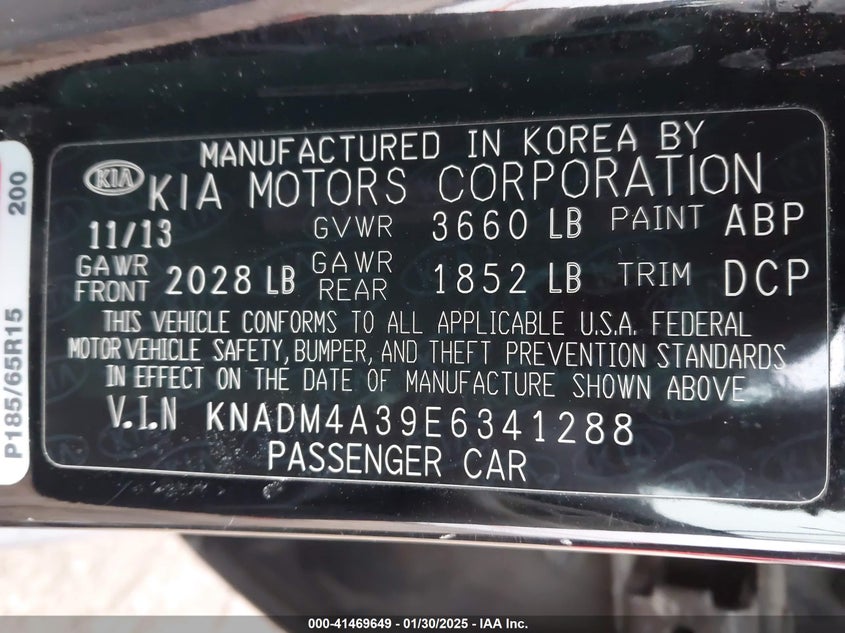 MANUFACTURED IN KOREA BY
KIA KIA MOTORS CORPORATION
11/13 GVWR 3660 LB PAINT ABP
GAWR FRONT 2028 LB GAWR REAR 1852 LB TRIM DCP
THIS VEHICLE CONFORMS TO ALL APPLICABLE U.S.A. FEDERAL
MOTOR VEHICLE SAFETY, BUMPER, AND THEFT PREVENTION STANDARDS
IN EFFECT ON THE DATE OF MANUFACTURE SHOWN ABOVE
V.I.N KNADM4A39E6341288
PASSENGER CAR
P185/65R15 200
000-41469649 - 01/30/2025 - IAA Inc.